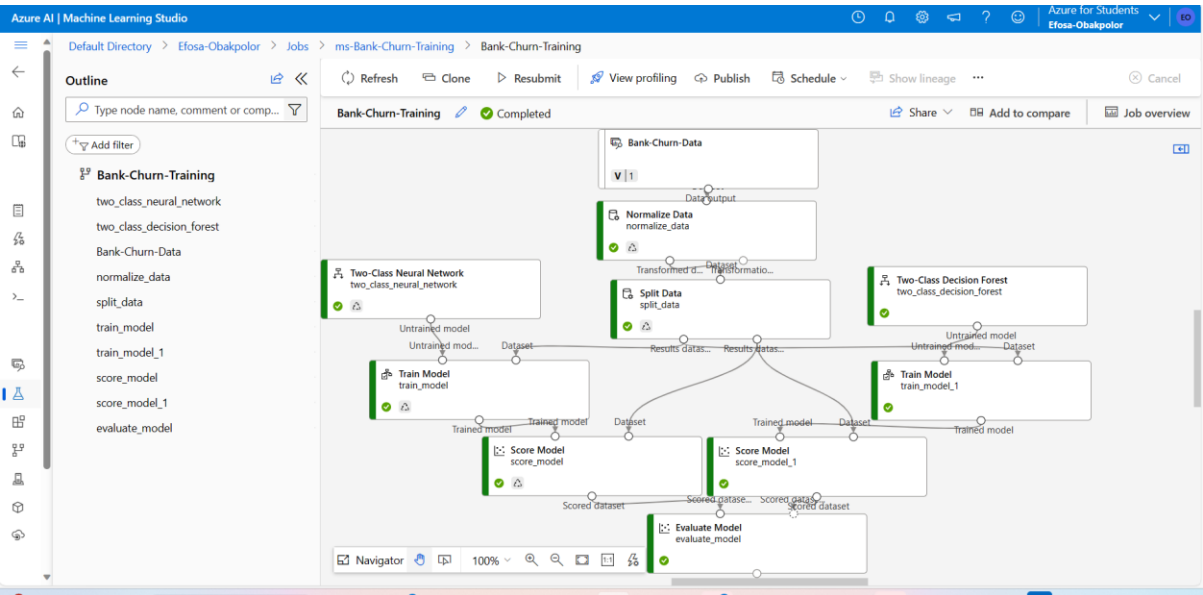 Azure AI | Machine Learning Studio
Azure for Students
Efosa-Obakpolor
EO
Default Directory > Efosa-Obakpolor > Jobs > ms-Bank-Churn-Training > Bank-Churn-Training
Outline
Type node name, comment or comp...
Add filter
Bank-Churn-Training
two_class_neural_network
two_class_decision_forest
Bank-Churn-Data
normalize_data
split_data
train_model
train_model_1
score_model
score_model_1
evaluate_model
Refresh Clone Resubmit View profiling Publish Schedule Show lineage ... Cancel
Bank-Churn-Training Completed Share Add to compare Job overview
Bank-Churn-Data
V | 1
Data output
Normalize Data
normalize_data
Transformed d... Transformatio...
Dataset
Two-Class Neural Network
two_class_neural_network
Untrained model
Split Data
split_data
Results datas... Results datas...
Two-Class Decision Forest
two_class_decision_forest
Untrained model
Untrained mod... Dataset
Train Model
train_model
Trained model
Untrained mod... Dataset
Train Model
train_model_1
Trained model
Trained model Dataset
Score Model
score_model
Scored dataset
Trained model Dataset
Score Model
score_model_1
Scored dataset
Scored datase... Scored datas...
Evaluate Model
evaluate_model
Navigator 100% 1:1